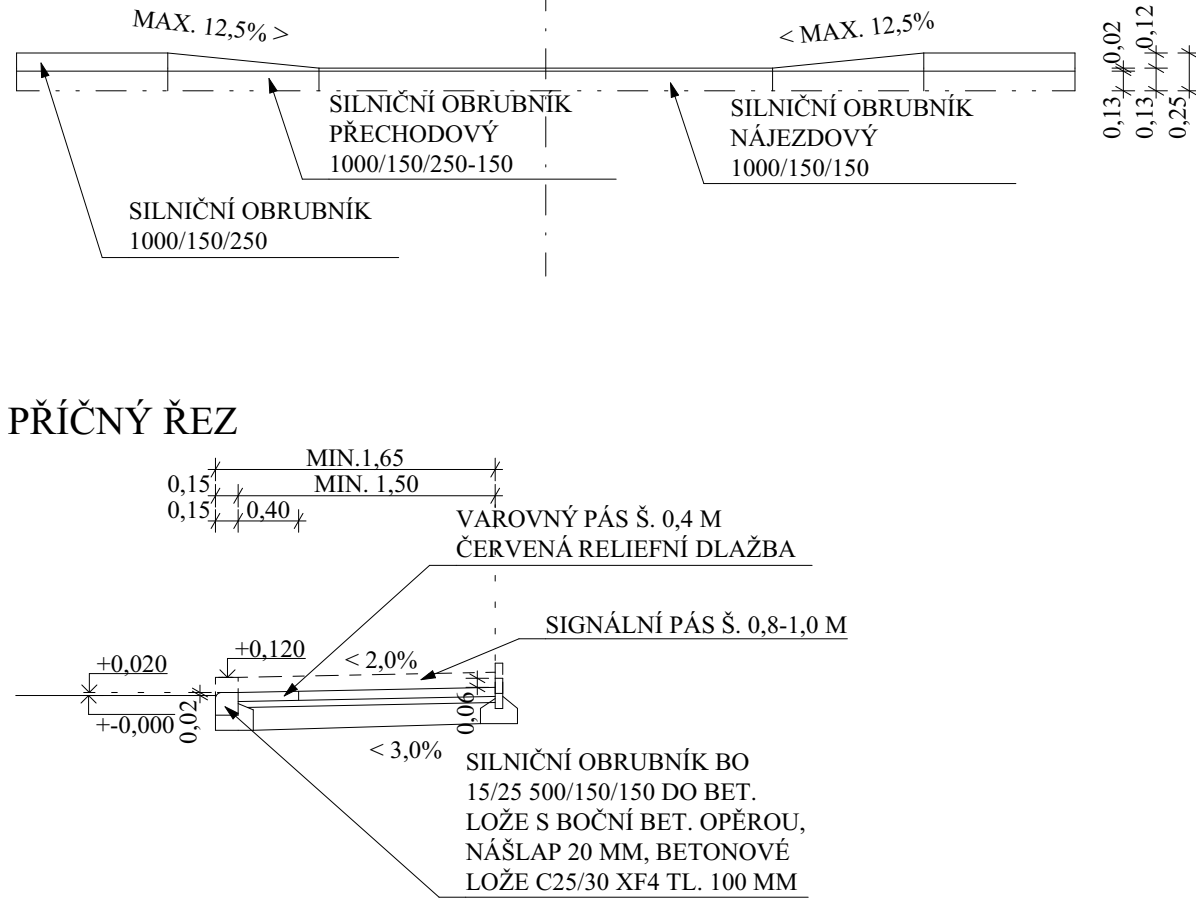 MAX. 12,5% >
< MAX. 12,5%
0,02
0,12
0,13
0,13
0,25
SILNIČNÍ OBRUBNÍK
PŘECHODOVÝ
1000/150/250-150
SILNIČNÍ OBRUBNÍK
NÁJEZDOVÝ
1000/150/150
SILNIČNÍ OBRUBNÍK
1000/150/250
PŘÍČNÝ ŘEZ
MIN.1,65
0,15
MIN. 1,50
0,15
0,40
VAROVNÝ PÁS Š. 0,4 M
ČERVENÁ RELIEFNÍ DLAŽBA
SIGNÁLNÍ PÁS Š. 0,8-1,0 M
+0,120
< 2,0%
+0,020
+-0,000
0,02
0,06
< 3,0%
SILNIČNÍ OBRUBNÍK BO
15/25 500/150/150 DO BET.
LOŽE S BOČNÍ BET. OPĚROU,
NÁŠLAP 20 MM, BETONOVÉ
LOŽE C25/30 XF4 TL. 100 MM